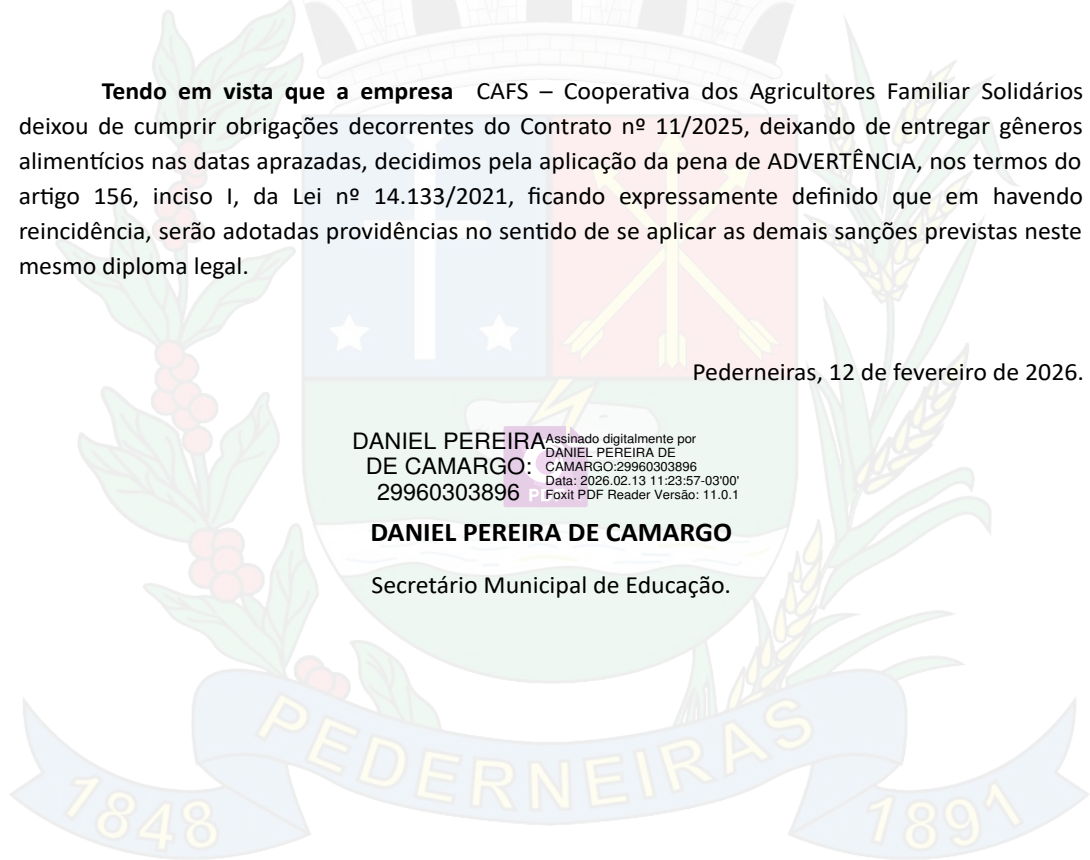 Tendo em vista que a empresa CAFS – Cooperativa dos Agricultores Familiar Solidários
deixou de cumprir obrigações decorrentes do Contrato nº 11/2025, deixando de entregar gêneros
alimentícios nas datas aprazadas, decidimos pela aplicação da pena de ADVERTÊNCIA, nos termos do
artigo 156, inciso I, da Lei nº 14.133/2021, ficando expressamente definido que em havendo
reincidência, serão adotadas providências no sentido de se aplicar as demais sanções previstas neste
mesmo diploma legal.
Pederneiras, 12 de fevereiro de 2026.
DANIEL PEREIRA
DE CAMARGO:
29960303896
Assinado digitalmente por
DANIEL PEREIRA DE
CAMARGO:29960303896
Data: 2026.02.13 11:23:57-03'00'
Foxit PDF Reader Versão: 11.0.1
DANIEL PEREIRA DE CAMARGO
Secretário Municipal de Educação.
PEDERNEIRAS
1848
1891